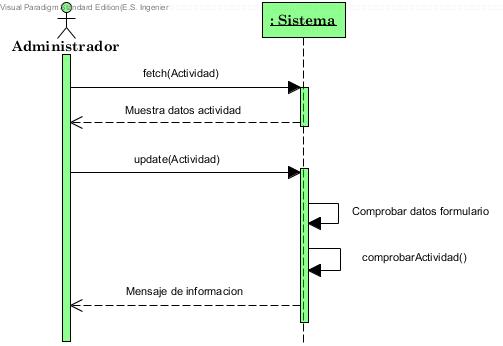 Visual Paradigm Standard Edition(E.S. Ingenier
: Sistema
Administrador
fetch(Actividad)
Muestra datos actividad
update(Actividad)
Comprobar datos formulario
comprobarActividad()
Mensaje de informacion